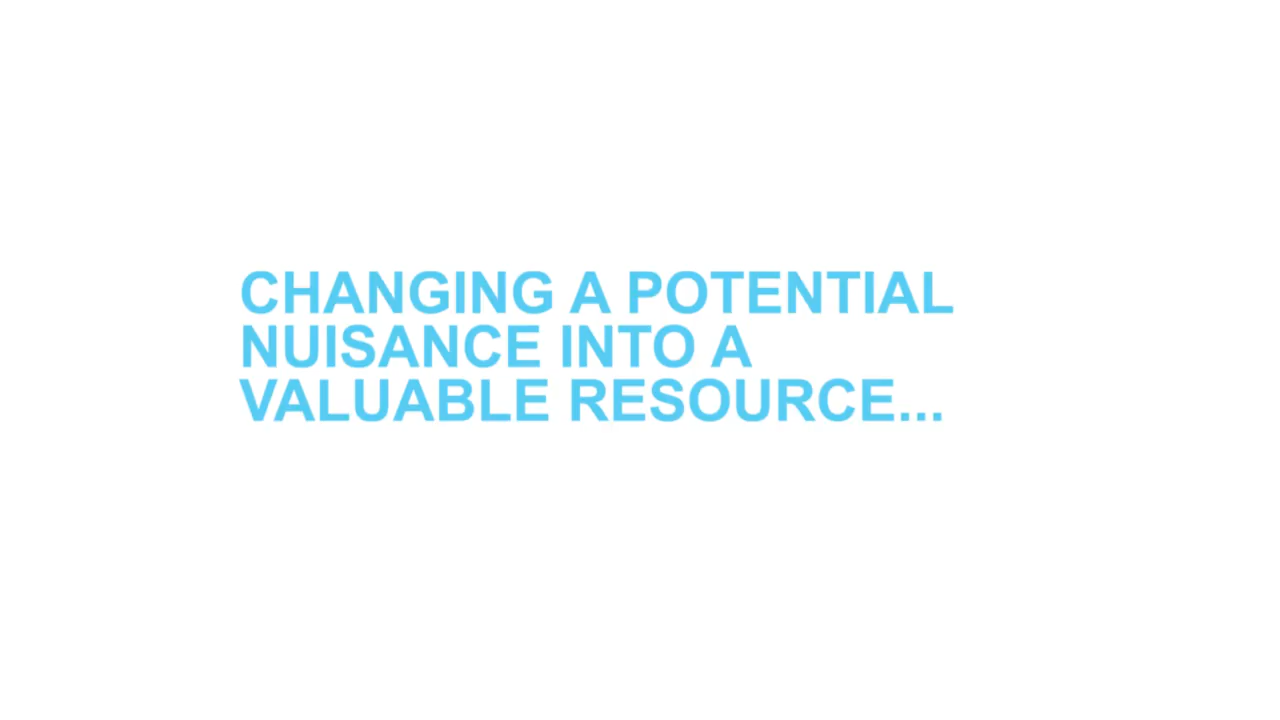 CHANGING A POTENTIAL
NUISANCE INTO A
VALUABLE RESOURCE...